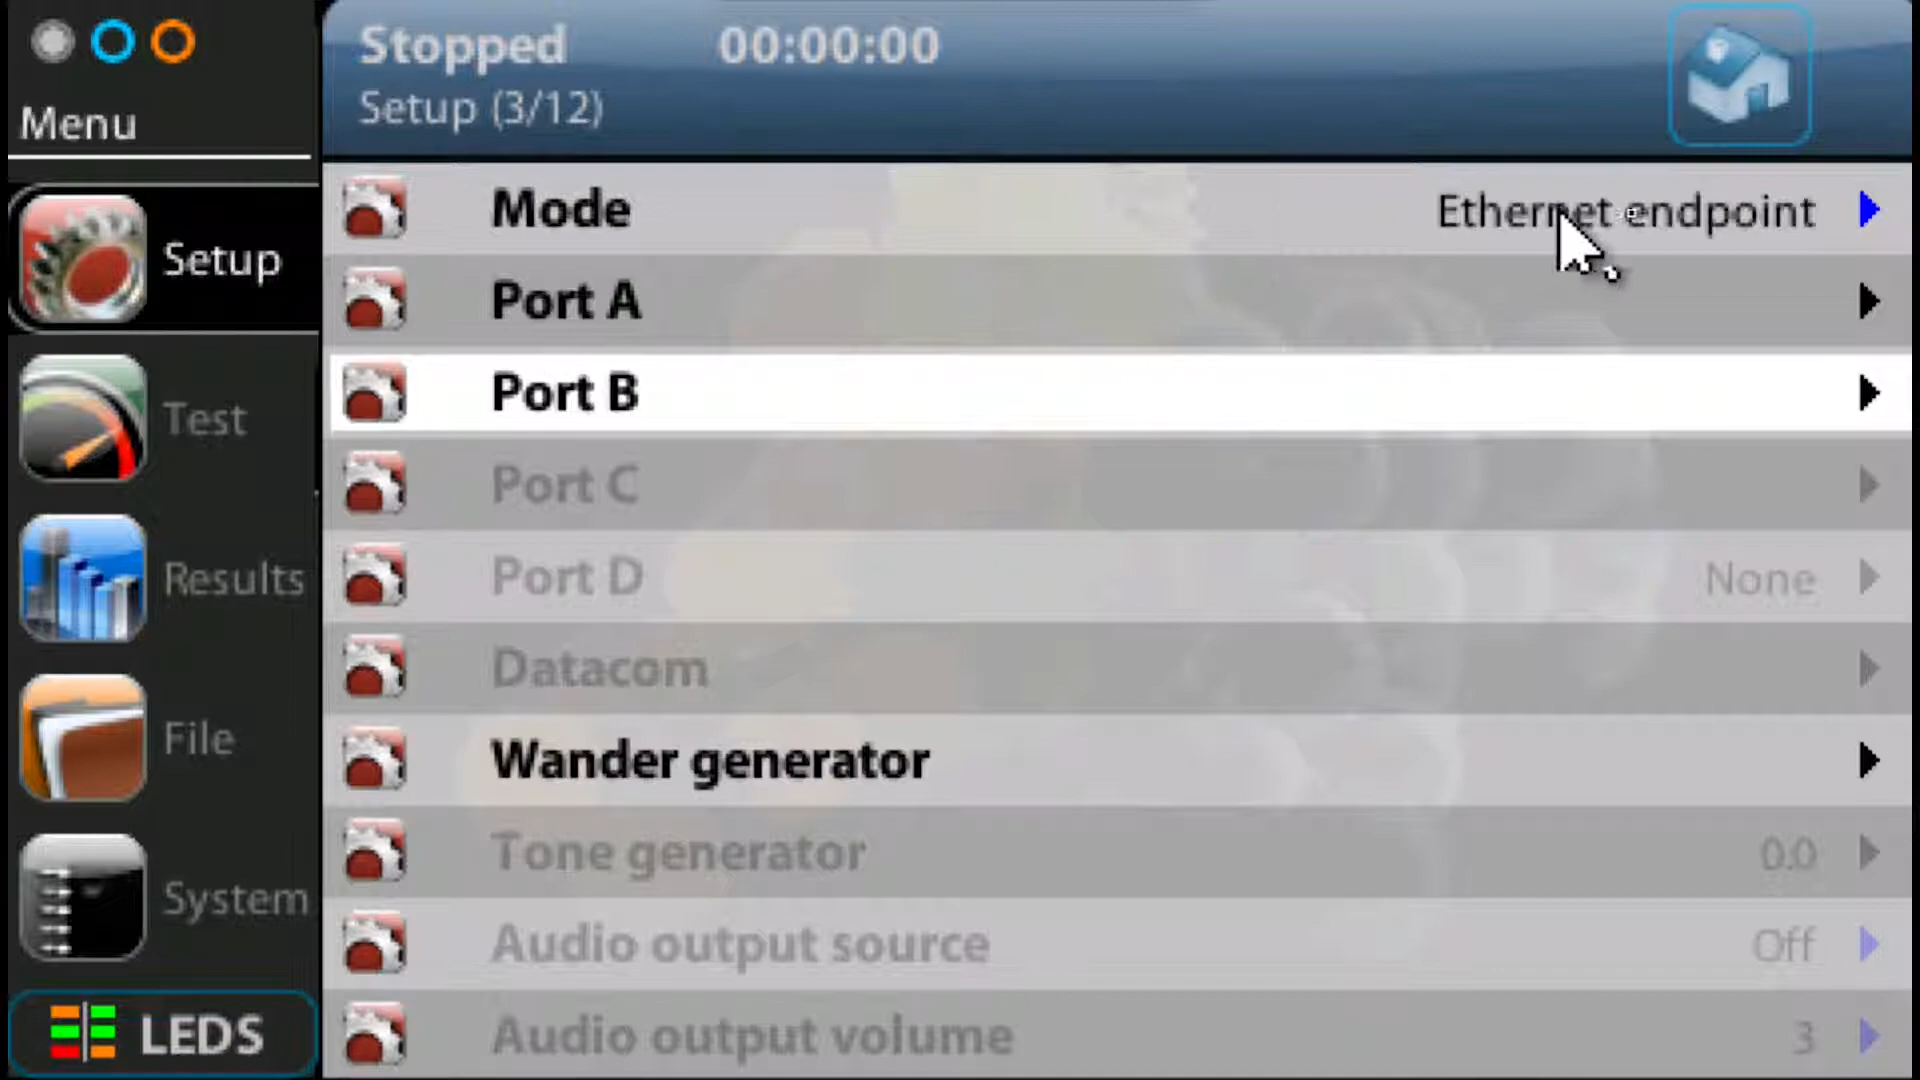 Stopped 00:00:00
Setup (3/12)
Menu
Setup
Test
Results
File
System
LEDS
Mode Ethernet endpoint
Port A
Port B
Port C
Port D None
Datacom
Wander generator
Tone generator 0.0
Audio output source Off
Audio output volume 3